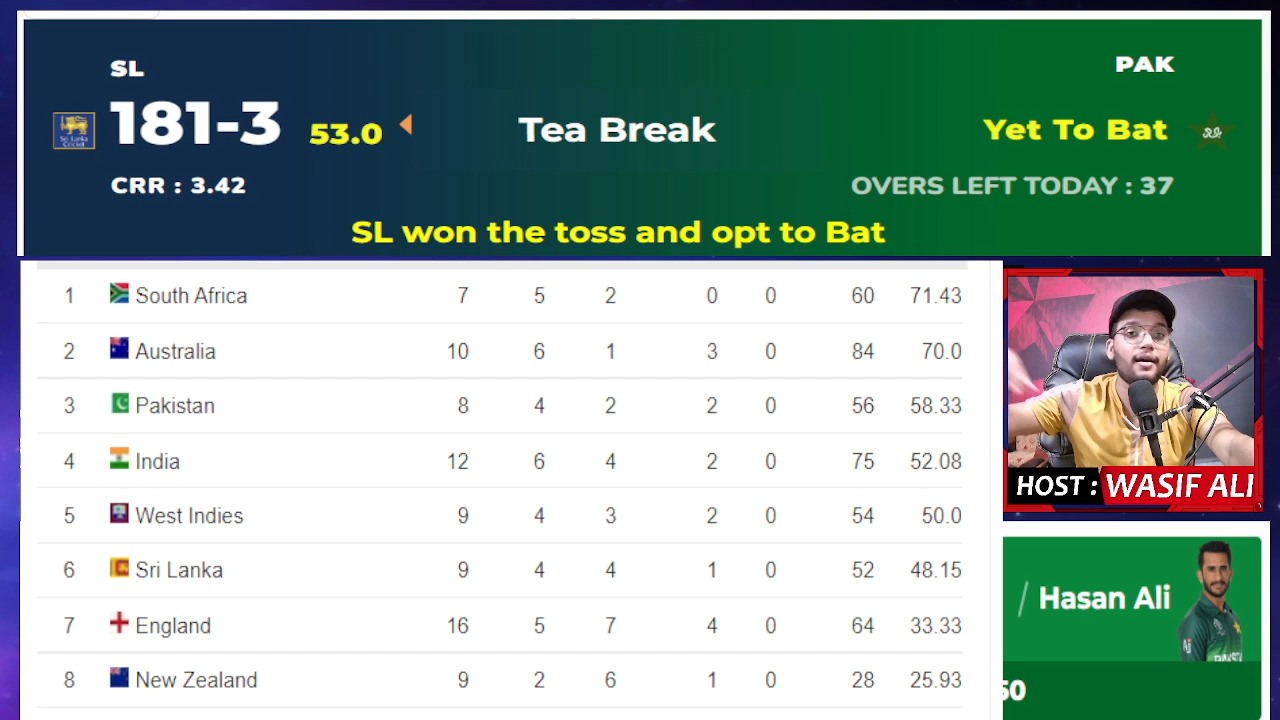 SL
181-3 53.0
CRR : 3.42
Tea Break
PAK
Yet To Bat
OVERS LEFT TODAY : 37
SL won the toss and opt to Bat
1 South Africa 7 5 2 0 0 60 71.43
2 Australia 10 6 1 3 0 84 70.0
3 Pakistan 8 4 2 2 0 56 58.33
4 India 12 6 4 2 0 75 52.08
5 West Indies 9 4 3 2 0 54 50.0
6 Sri Lanka 9 4 4 1 0 52 48.15
7 England 16 5 7 4 0 64 33.33
8 New Zealand 9 2 6 1 0 28 25.93
HOST : WASIF ALI
/ Hasan Ali
50